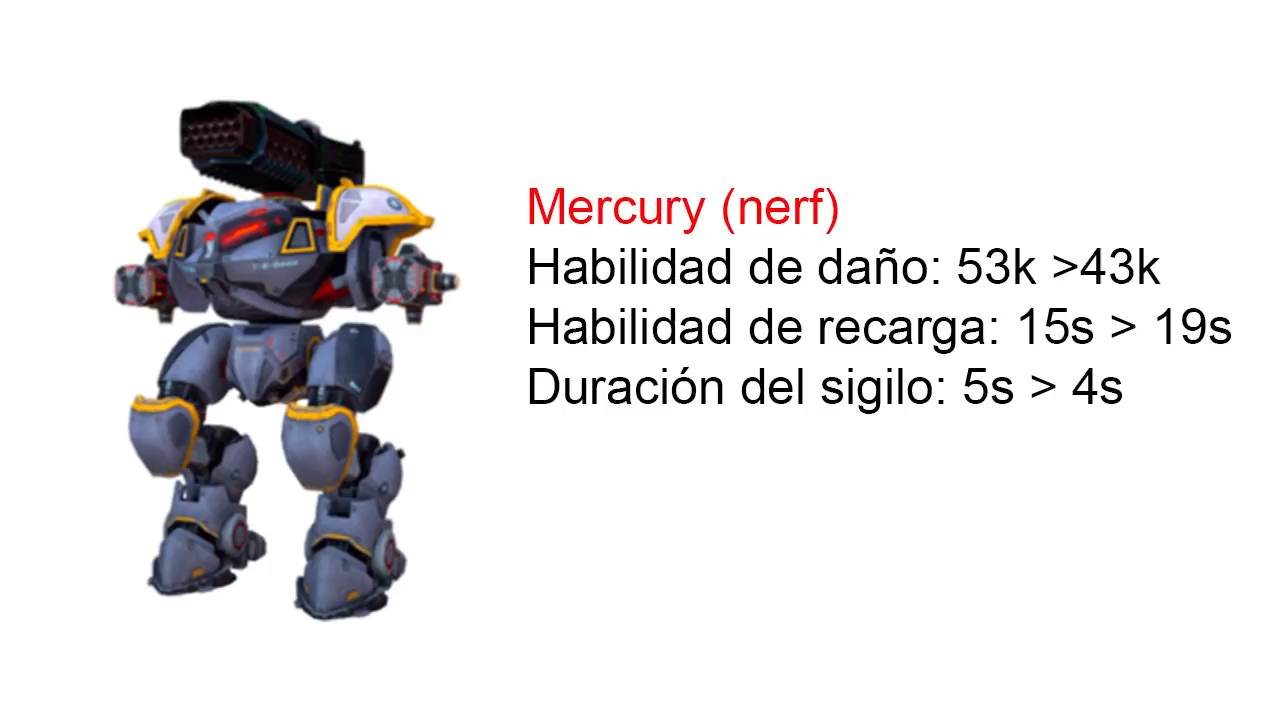 Mercury (nerf)
Habilidad de daño: 53k >43k
Habilidad de recarga: 15s > 19s
Duración del sigilo: 5s > 4s